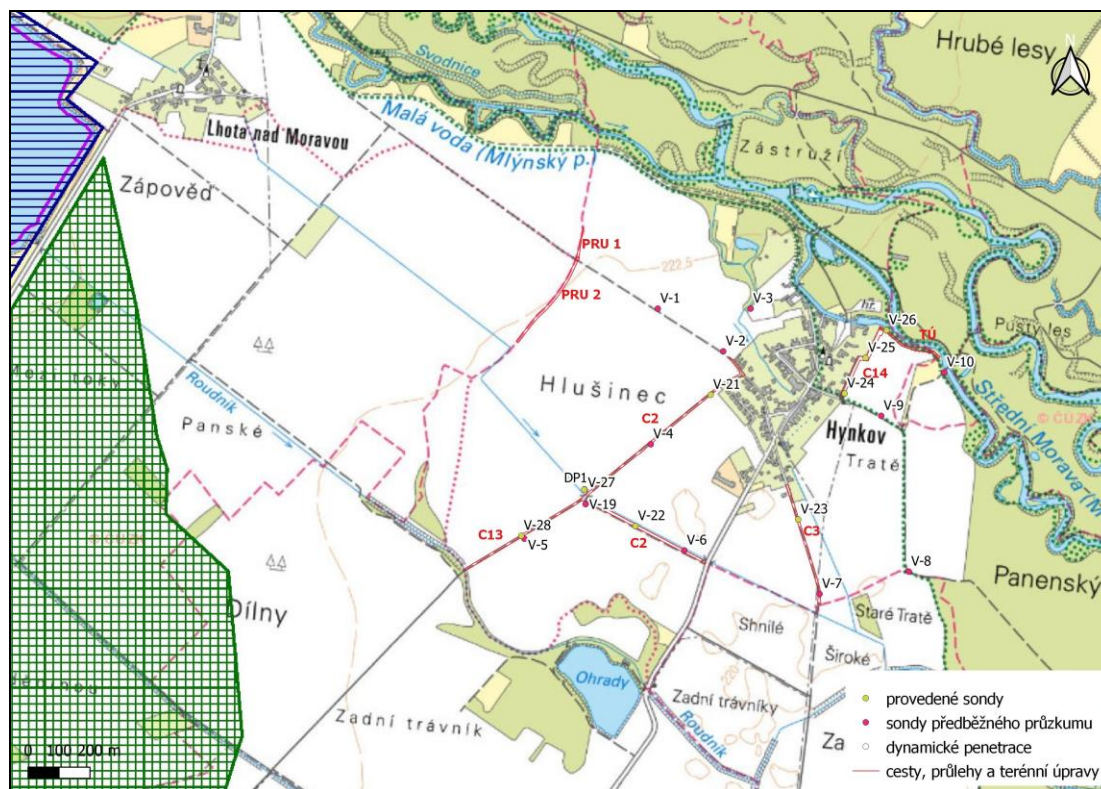 Hrubé lesy
N
Svodnice
Malá voda (Mlýnský p.)
Lhota nad Moravou
Zástruží
Zápověď
PRU 1
222.5
PRU 2
V-1
V-3
hř.
V-26
TÚ
Pustý les
V-2
V-25
V-10
C14
Hlušinec
V-21
V-24
V-9
© ČÚZK
Roudník
Panské
C2
V-4
Hynkov
Tratě
Střední Morava (M
DP1
V-27
V-19
V-22
V-23
C3
V-28
C13
V-5
C2
V-6
V-7
V-8
Panenský
Dílny
Staré Tratě
Shnilé
Široké
220
Ohrady
Zadní trávníky
Zadní trávník
Roudník
Za
0 100 200 m
provedené sondy
sondy předběžného průzkumu
dynamické penetrace
cesty, průlehy a terénní úpravy